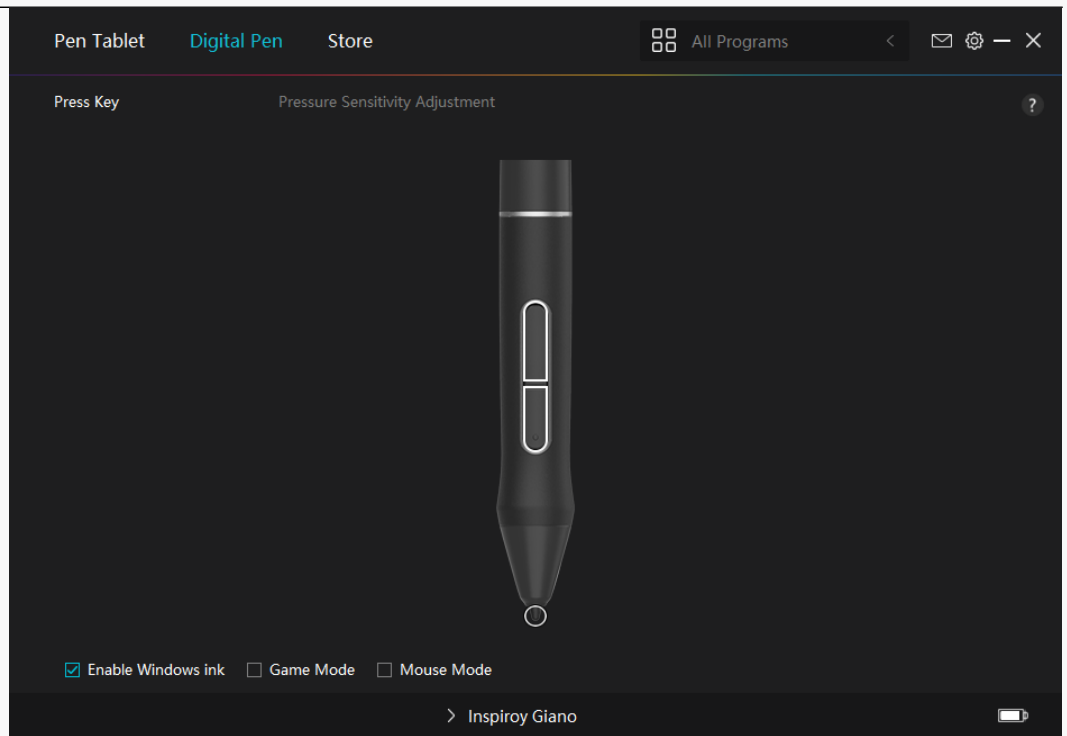 Pen Tablet Digital Pen Store All Programs
Press Key Pressure Sensitivity Adjustment ?
Enable Windows ink Game Mode Mouse Mode
Inspiroy Giano